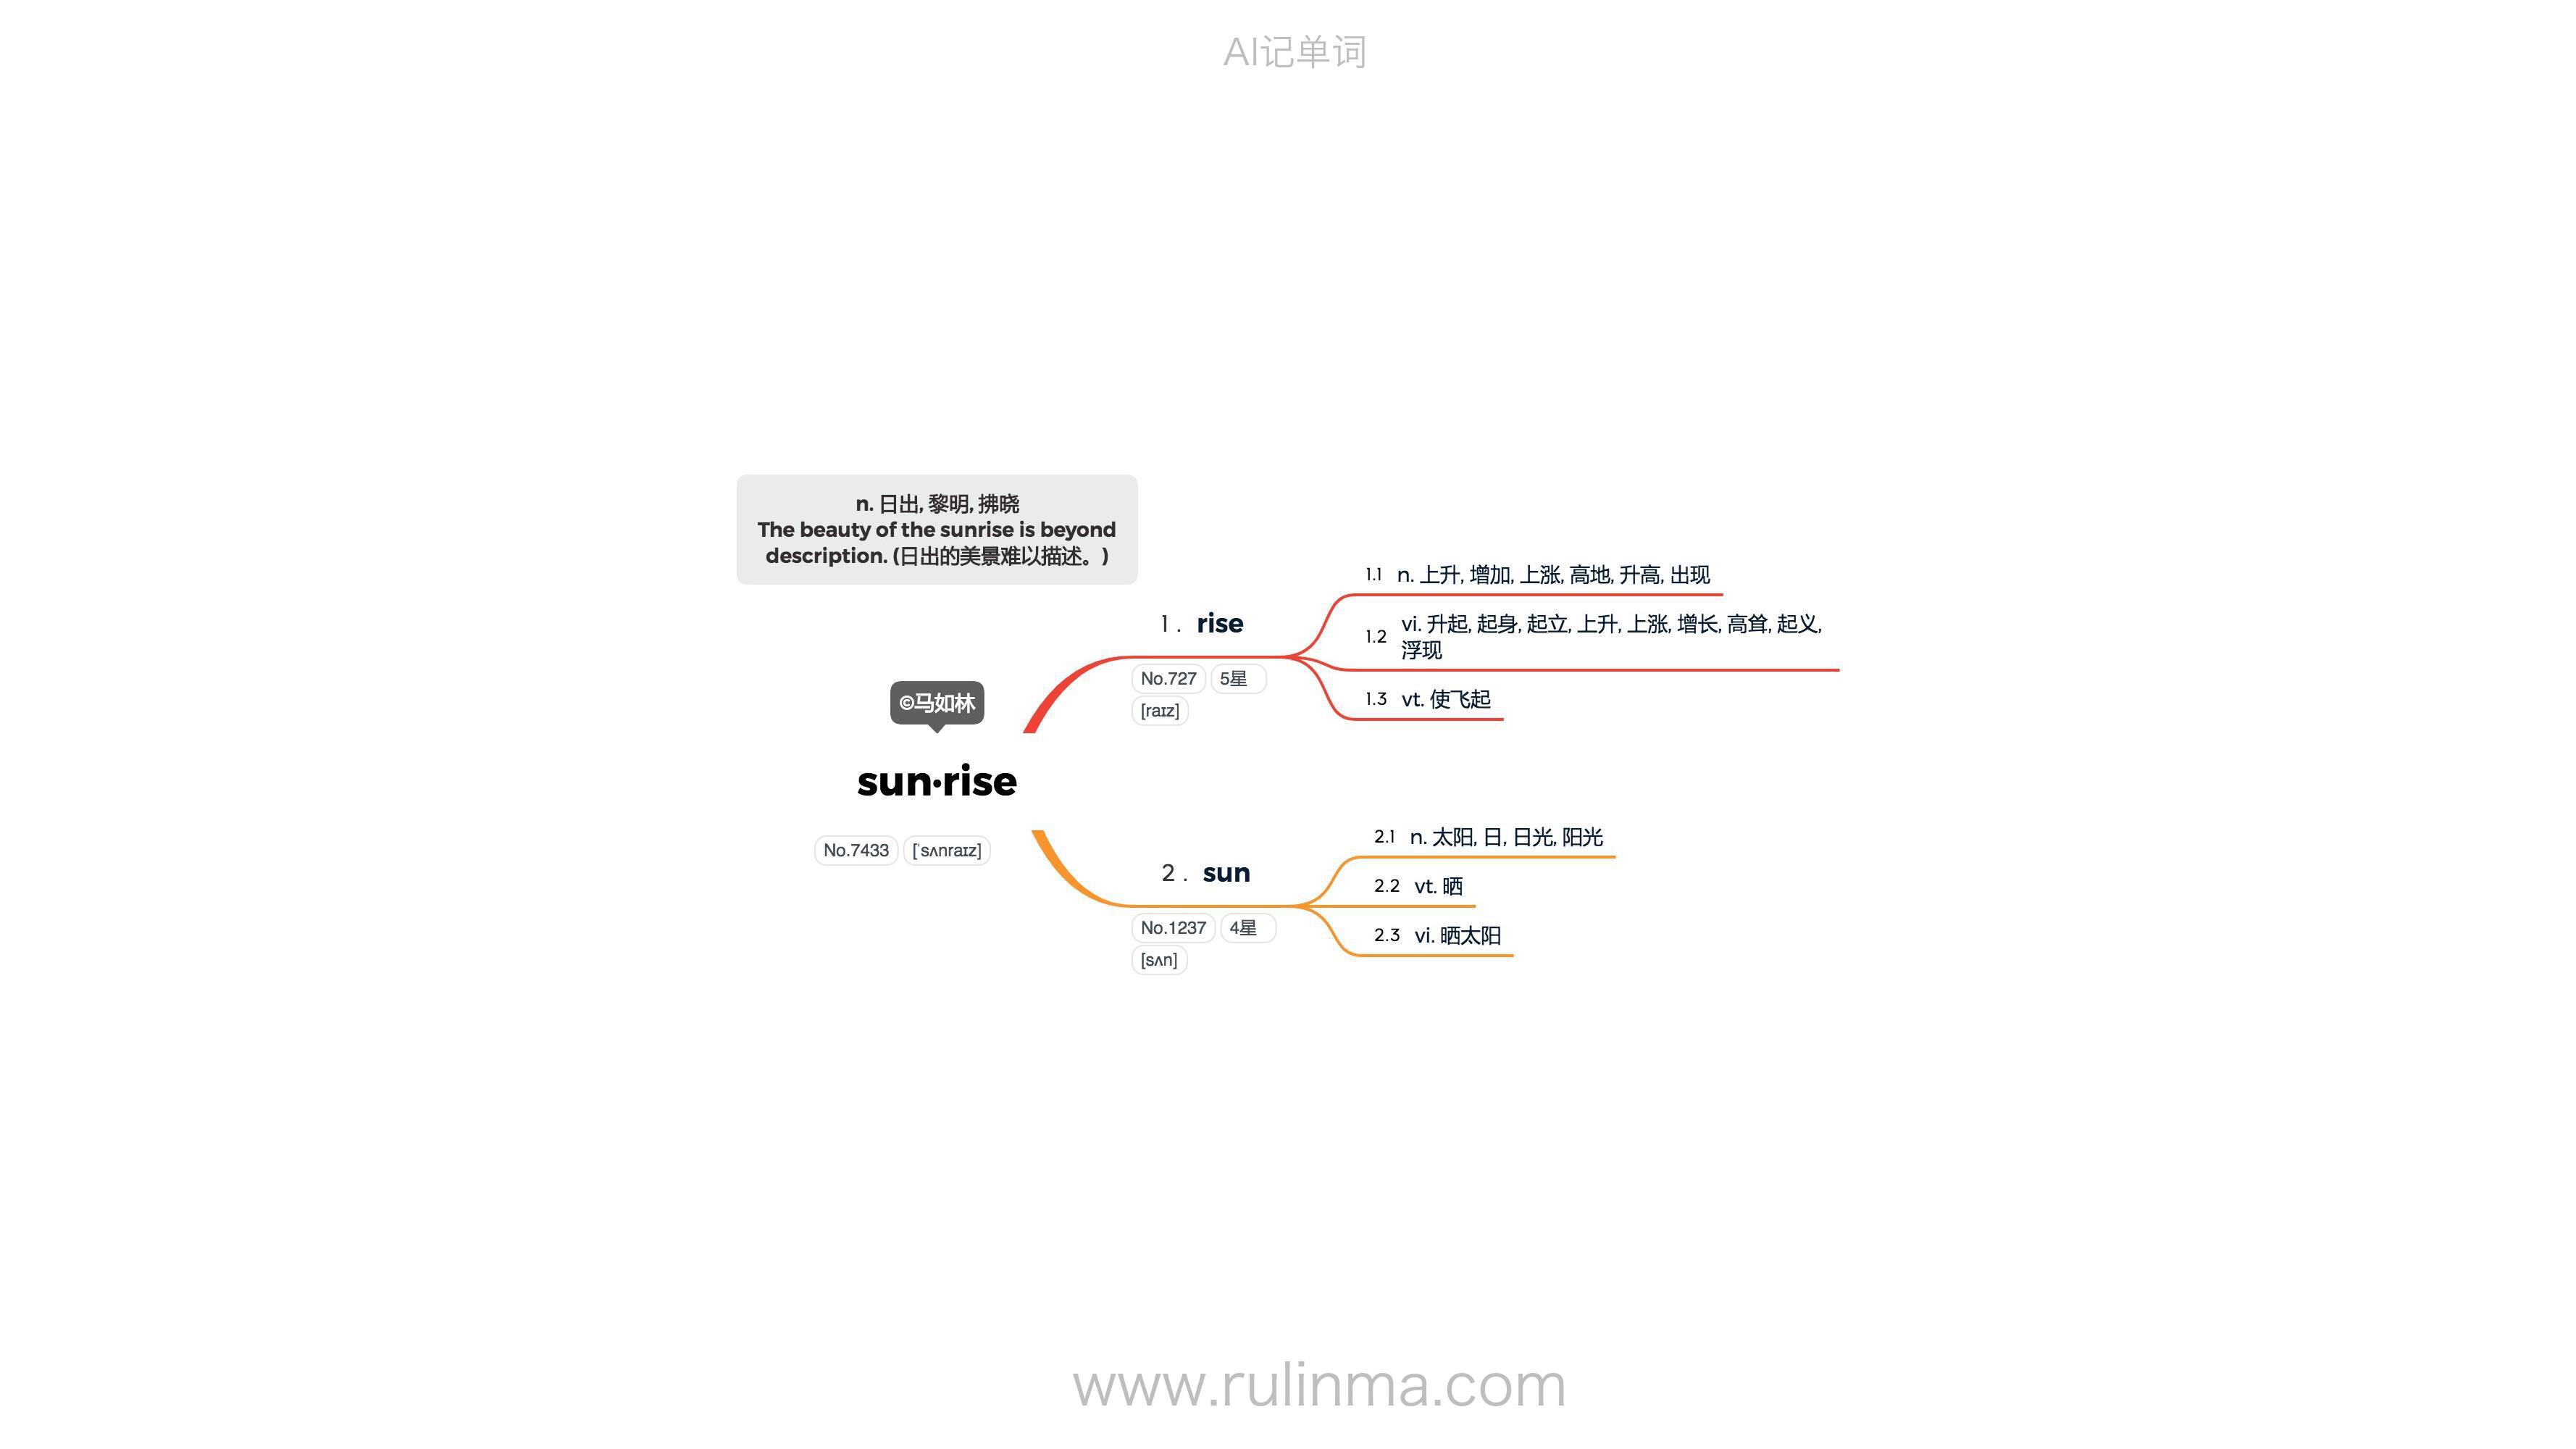 AI记单词
n. 日出, 黎明, 拂晓
The beauty of the sunrise is beyond
description. (日出的美景难以描述。)
©马如林
sun·rise
No.7433 [ˈsʌnraɪz]
1 . rise
No.727 5星
[raɪz]
1.1 n. 上升, 增加, 上涨, 高地, 升高, 出现
1.2 vi. 升起, 起身, 起立, 上升, 上涨, 增长, 高耸, 起义,
浮现
1.3 vt. 使飞起
2 . sun
No.1237 4星
[sʌn]
2.1 n. 太阳, 日, 日光, 阳光
2.2 vt. 晒
2.3 vi. 晒太阳
www.rulinma.com